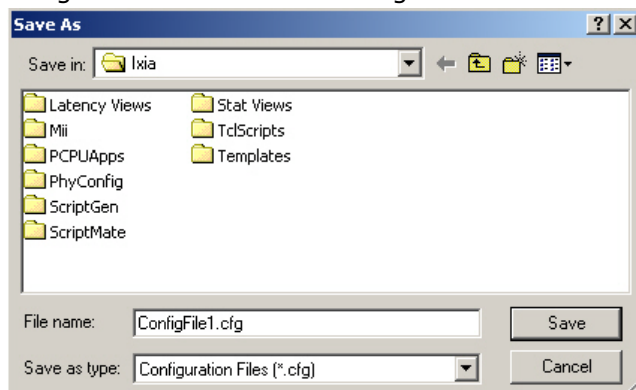 Save As
Save in: Ixia
Latency Views Stat Views
Mii TclScripts
PCPUApps Templates
PhyConfig
ScriptGen
ScriptMate
File name: ConfigFile1.cfg Save
Save as type: Configuration Files (*.cfg) Cancel